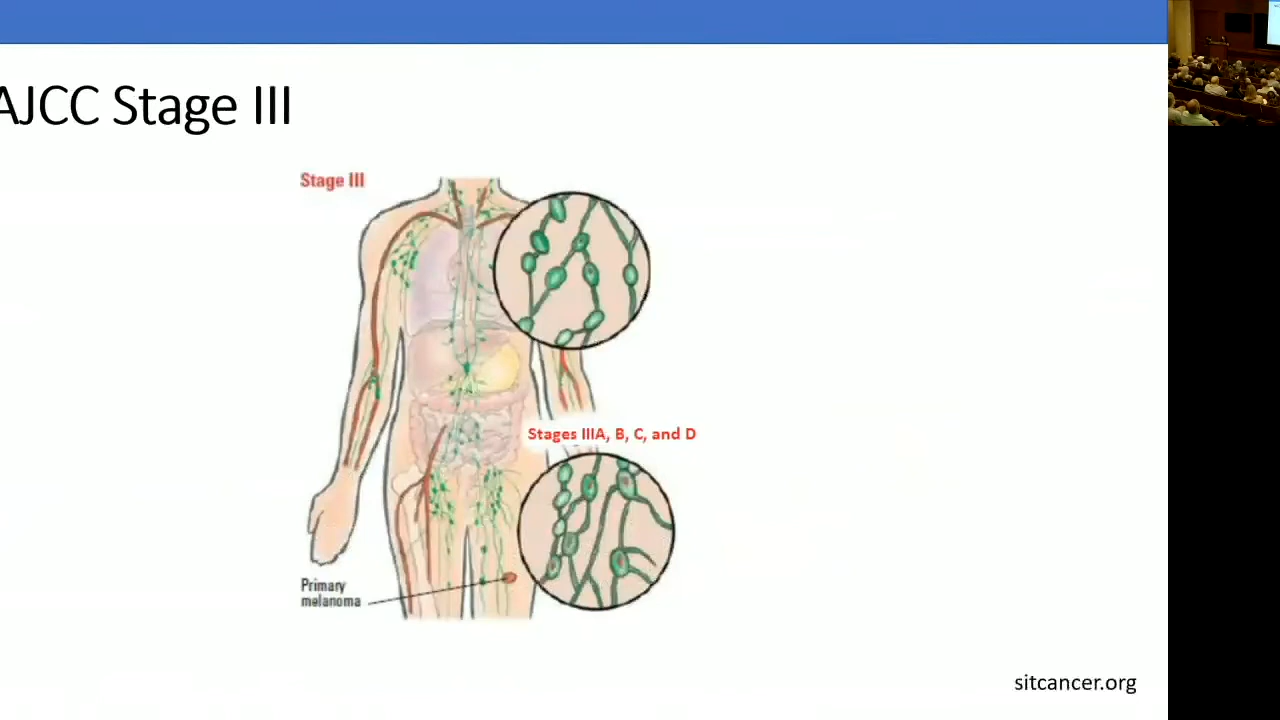 AJCC Stage III
Stage III
Stages IIIA, B, C, and D
Primary
melanoma
sitcancer.org